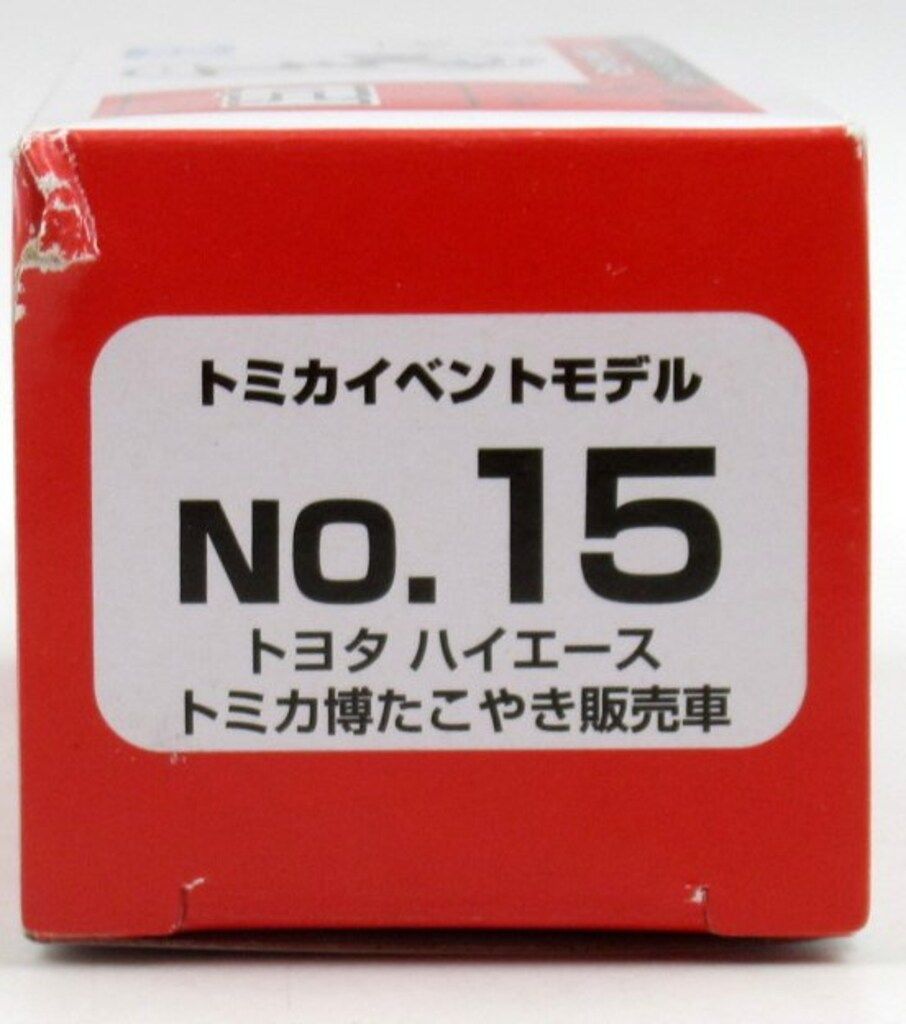 トミカイベントモデル
NO.15
トヨタ ハイエース
トミカ博たこやき販売車